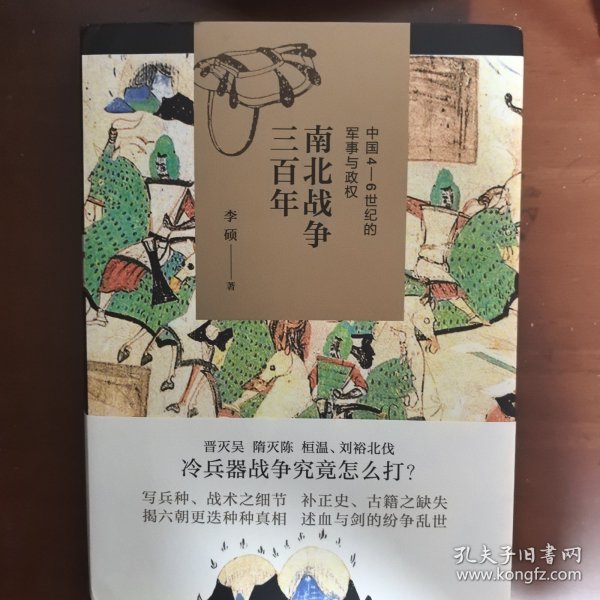 中国4—6世纪的
军事与政权
南北战争
三百年
李硕——著
晋灭吴 隋灭陈 桓温、刘裕北伐
冷兵器战争究竟怎么打？
写兵种、战术之细节 补正史、古籍之缺失
揭六朝更迭种种真相 述血与剑的纷争乱世
孔夫子旧书网
www.kongfz.com